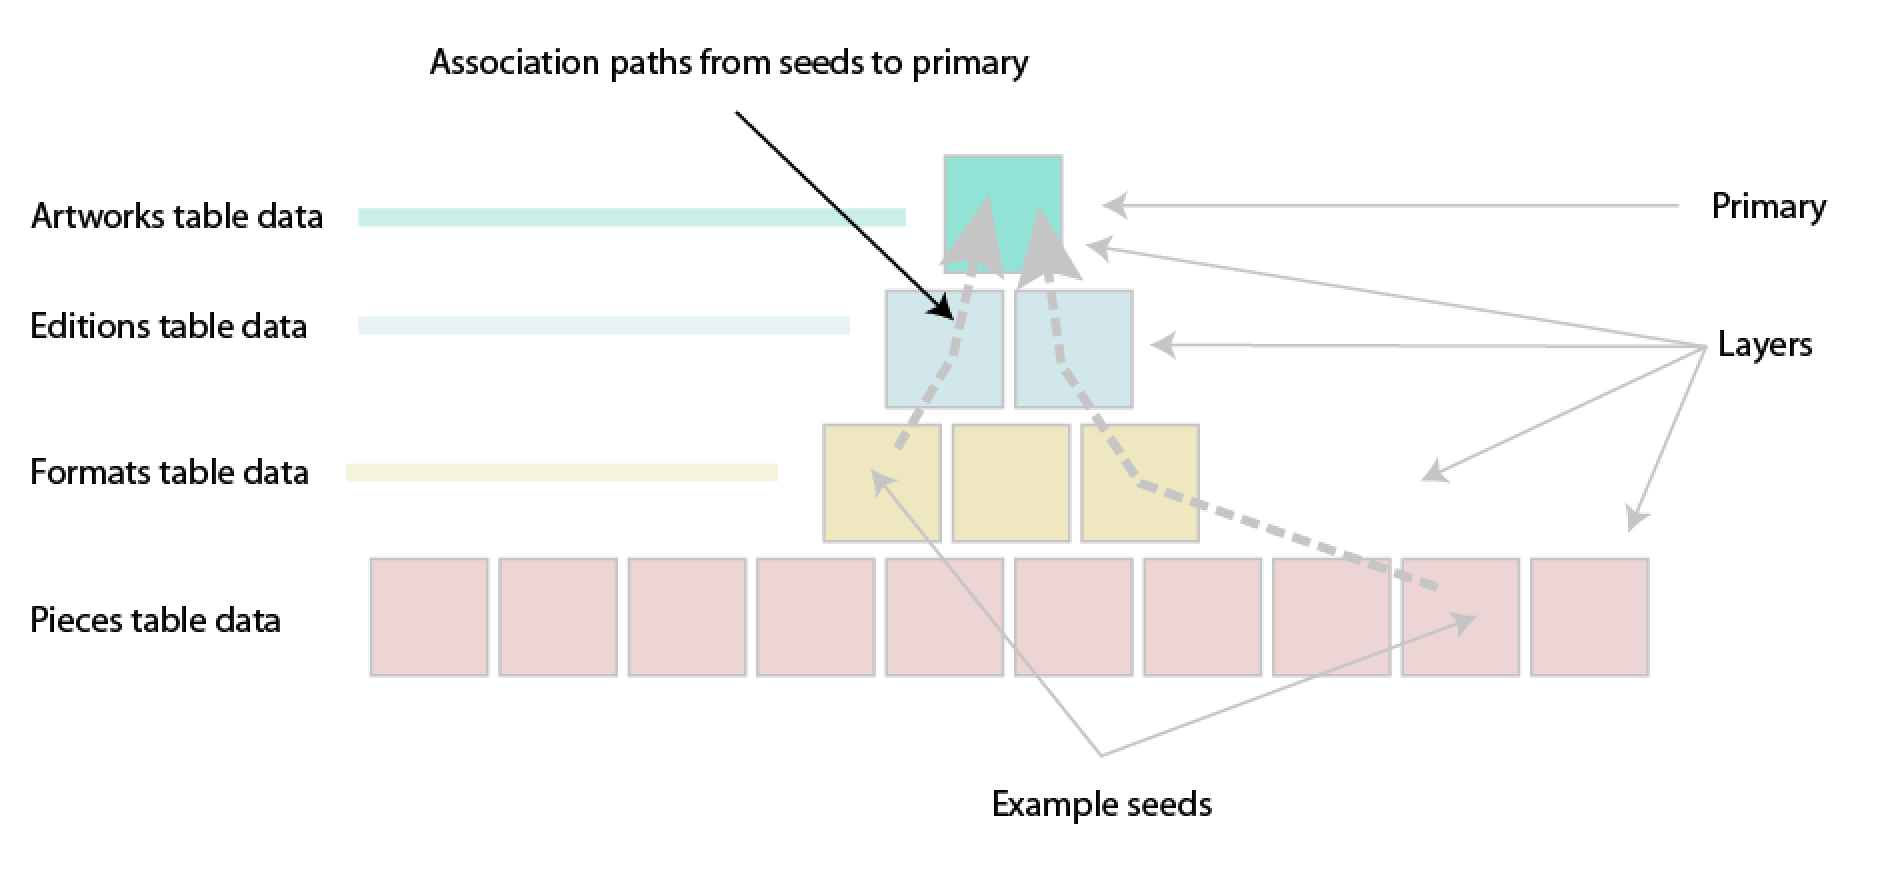 Association paths from seeds to primary
Artworks table data
Primary
Editions table data
Layers
Formats table data
Pieces table data
Example seeds